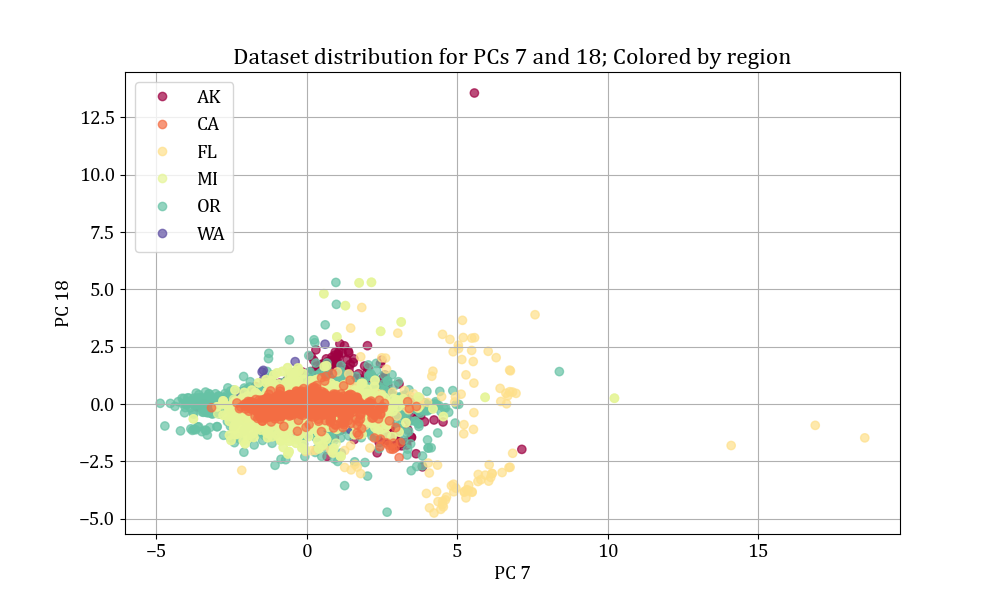 Dataset distribution for PCs 7 and 18; Colored by region
AK
CA
FL
MI
OR
WA
12.5
10.0
7.5
5.0
2.5
0.0
−2.5
−5.0
PC 18
−5
0
5
10
15
PC 7